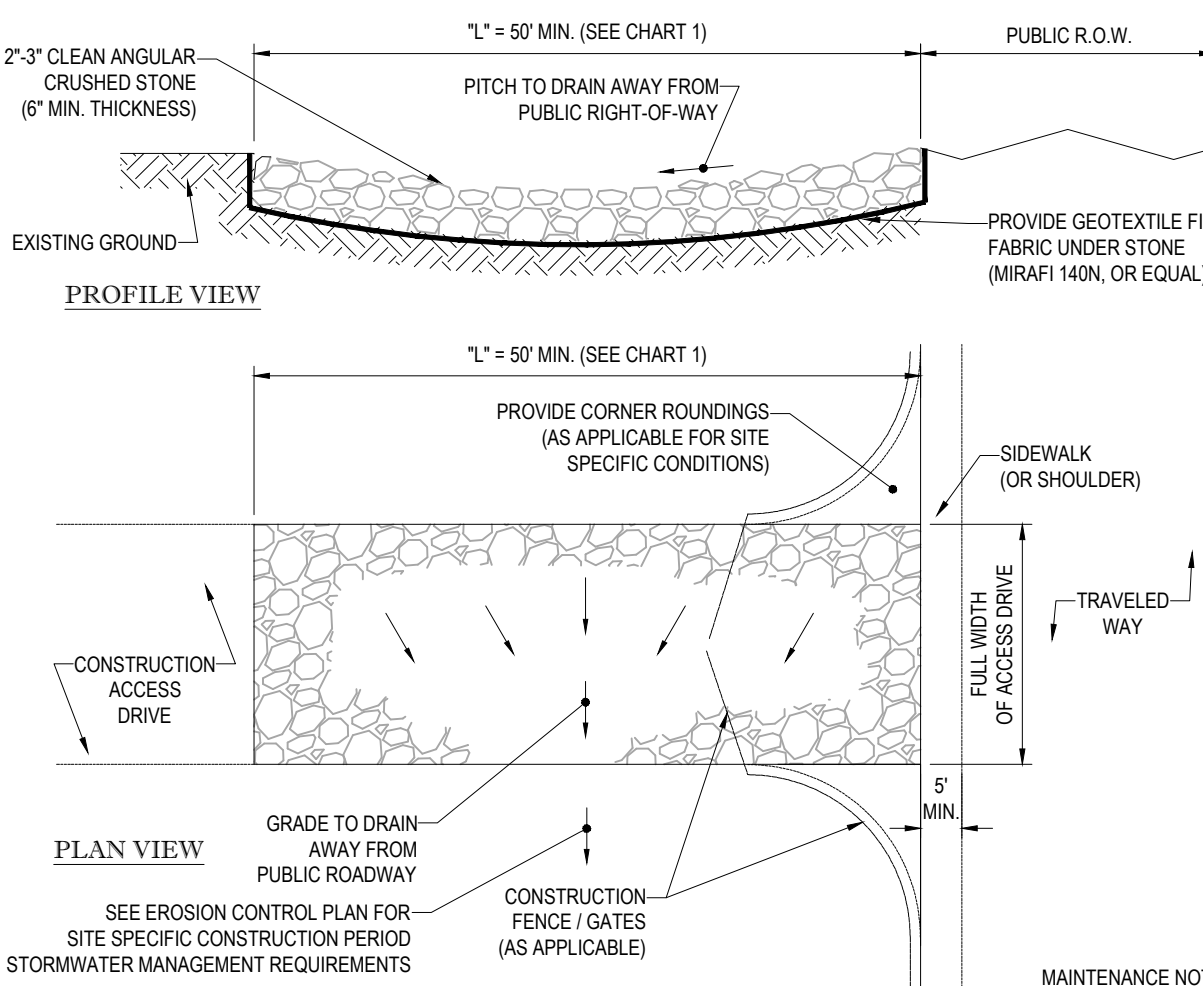 "L" = 50' MIN. (SEE CHART 1)
PUBLIC R.O.W.
2"-3" CLEAN ANGULAR
CRUSHED STONE
(6" MIN. THICKNESS)
PITCH TO DRAIN AWAY FROM
PUBLIC RIGHT-OF-WAY
EXISTING GROUND
PROVIDE GEOTEXTILE
FABRIC UNDER STONE
(MIRAFI 140N, OR EQUAL)
PROFILE VIEW
"L" = 50' MIN. (SEE CHART 1)
PROVIDE CORNER ROUNDINGS
(AS APPLICABLE FOR SITE
SPECIFIC CONDITIONS)
SIDEWALK
(OR SHOULDER)
FULL WIDTH
OF ACCESS DRIVE
TRAVELED
WAY
CONSTRUCTION
ACCESS
DRIVE
5'
MIN.
GRADE TO DRAIN
AWAY FROM
PUBLIC ROADWAY
PLAN VIEW
CONSTRUCTION
FENCE / GATES
(AS APPLICABLE)
SEE EROSION CONTROL PLAN FOR
SITE SPECIFIC CONSTRUCTION PERIOD
STORMWATER MANAGEMENT REQUIREMENTS
MAINTENANCE